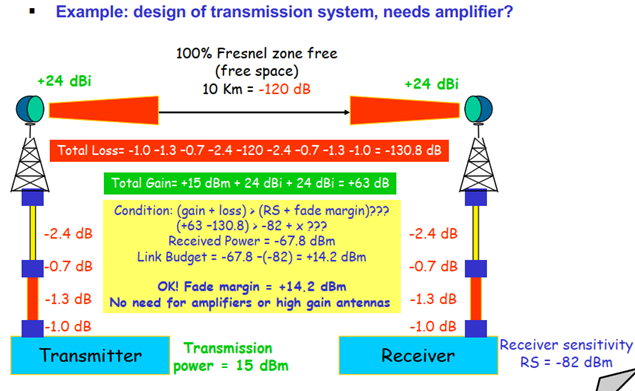 ▪ Example: design of transmission system, needs amplifier?
100% Fresnel zone free
(free space)
10 Km = -120 dB
+24 dBi
+24 dBi
Total Loss= -1.0 -1.3 -0.7 -2.4 -120 -2.4 -0.7 -1.3 -1.0 = -130.8 dB
Total Gain= +15 dBm + 24 dBi + 24 dBi = +63 dB
Condition: (gain + loss) > (RS + fade margin)???
(+63 -130.8) > -82 + x ???
Received Power = -67.8 dBm
Link Budget = -67.8 -(-82) = +14.2 dBm
OK! Fade margin = +14.2 dBm
No need for amplifiers or high gain antennas
-2.4 dB
-0.7 dB
-1.3 dB
-1.0 dB
-2.4 dB
-0.7 dB
-1.3 dB
-1.0 dB
Transmitter
Transmission
power = 15 dBm
Receiver
Receiver sensitivity
RS = -82 dBm